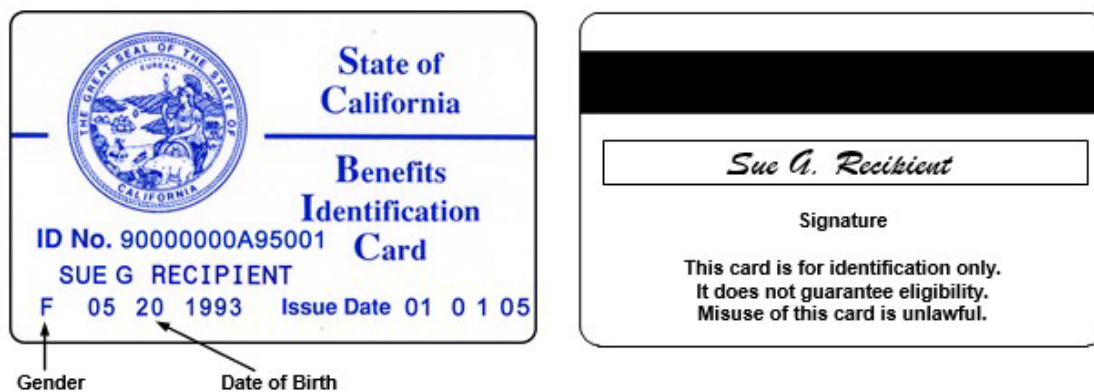 THE GREAT SEAL OF THE STATE OF CALIFORNIA
EUREKA
State of
California
Benefits
Identification
Card
ID No. 90000000A95001
SUE G RECIPIENT
F 05 20 1993 Issue Date 01 0 1 05
Gender Date of Birth
Sue G. Recipient
Signature
This card is for identification only.
It does not guarantee eligibility.
Misuse of this card is unlawful.